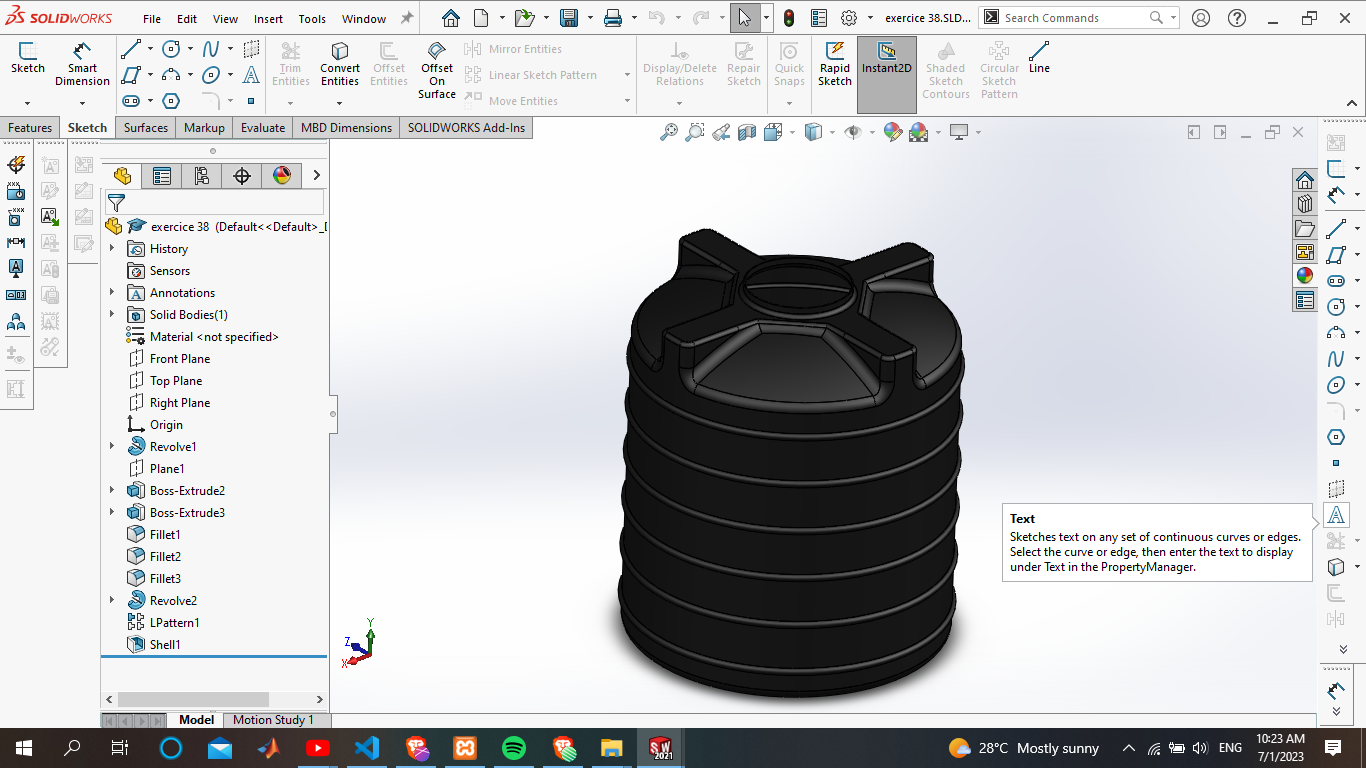 SOLIDWORKS File Edit View Insert Tools Window exercice 38.SLD... Search Commands
Sketch
Smart Dimension
Trim Entities
Convert Entities
Offset Entities
Offset On Surface
Mirror Entities
Linear Sketch Pattern
Move Entities
Display/Delete Relations
Repair Sketch
Quick Snaps
Rapid Sketch
Instant2D
Shaded Sketch Contours
Circular Sketch Pattern
Line
Features Sketch Surfaces Markup Evaluate MBD Dimensions SOLIDWORKS Add-Ins
exercice 38 (Default<<Default>_D
History
Sensors
Annotations
Solid Bodies(1)
Material <not specified>
Front Plane
Top Plane
Right Plane
Origin
Revolve1
Plane1
Boss-Extrude2
Boss-Extrude3
Fillet1
Fillet2
Fillet3
Revolve2
LPattern1
Shell1
Y
Z
X
Text
Sketches text on any set of continuous curves or edges.
Select the curve or edge, then enter the text to display
under Text in the PropertyManager.
Model Motion Study 1
SW
2021
28°C Mostly sunny
ENG
10:23 AM
7/1/2023